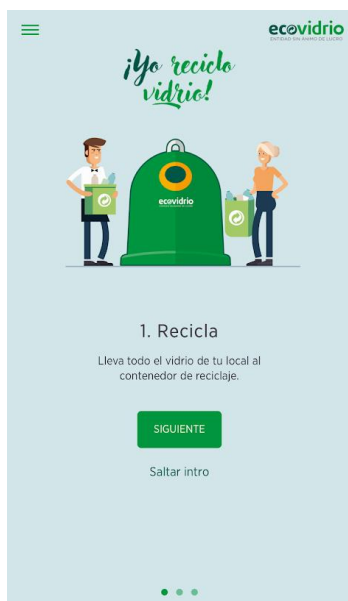 ecovidrio
ENTIDAD SIN ÁNIMO DE LUCRO
¡Yo reciclo
vidrio!
ecovidrio
1. Recicla
Lleva todo el vidrio de tu local al
contenedor de reciclaje.
SIGUIENTE
Saltar intro